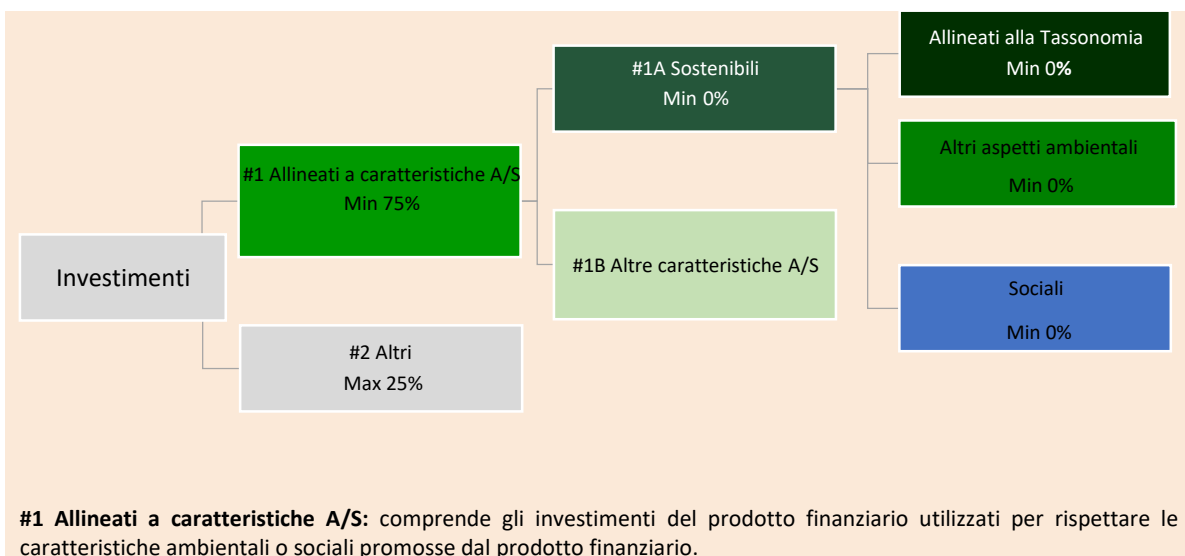 Allineati alla Tassonomia
Min 0%
#1A Sostenibili
Min 0%
Altri aspetti ambientali
Min 0%
#1 Allineati a caratteristiche A/S
Min 75%
#1B Altre caratteristiche A/S
Investimenti
Sociali
Min 0%
#2 Altri
Max 25%
#1 Allineati a caratteristiche A/S: comprende gli investimenti del prodotto finanziario utilizzati per rispettare le
caratteristiche ambientali o sociali promosse dal prodotto finanziario.